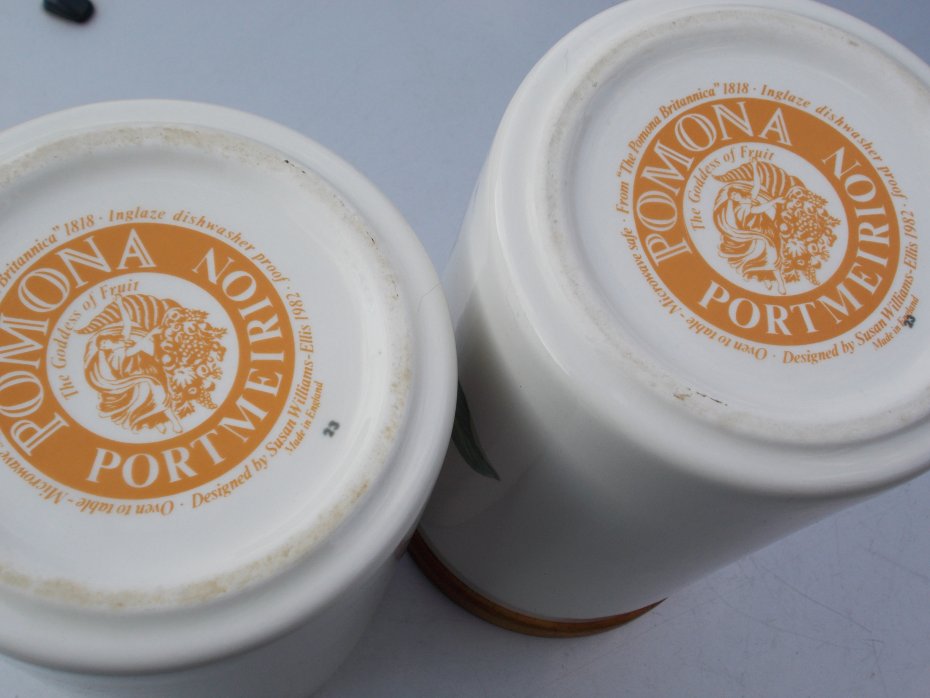 Britannica" 1818 · Inglaze dishwasher proof ·
POMONA
The Goddess of Fruit
PORTMEIRION
Designed by Susan Williams-Ellis 1982
Made in England
Oven to table - Microwave
23
From "The Pomona Britannica" 1818 · Inglaze dishwasher proof ·
POMONA
The Goddess of Fruit
PORTMEIRION
Designed by Susan Williams-Ellis 1982
Made in England
Oven to table - Microwave safe ·
23